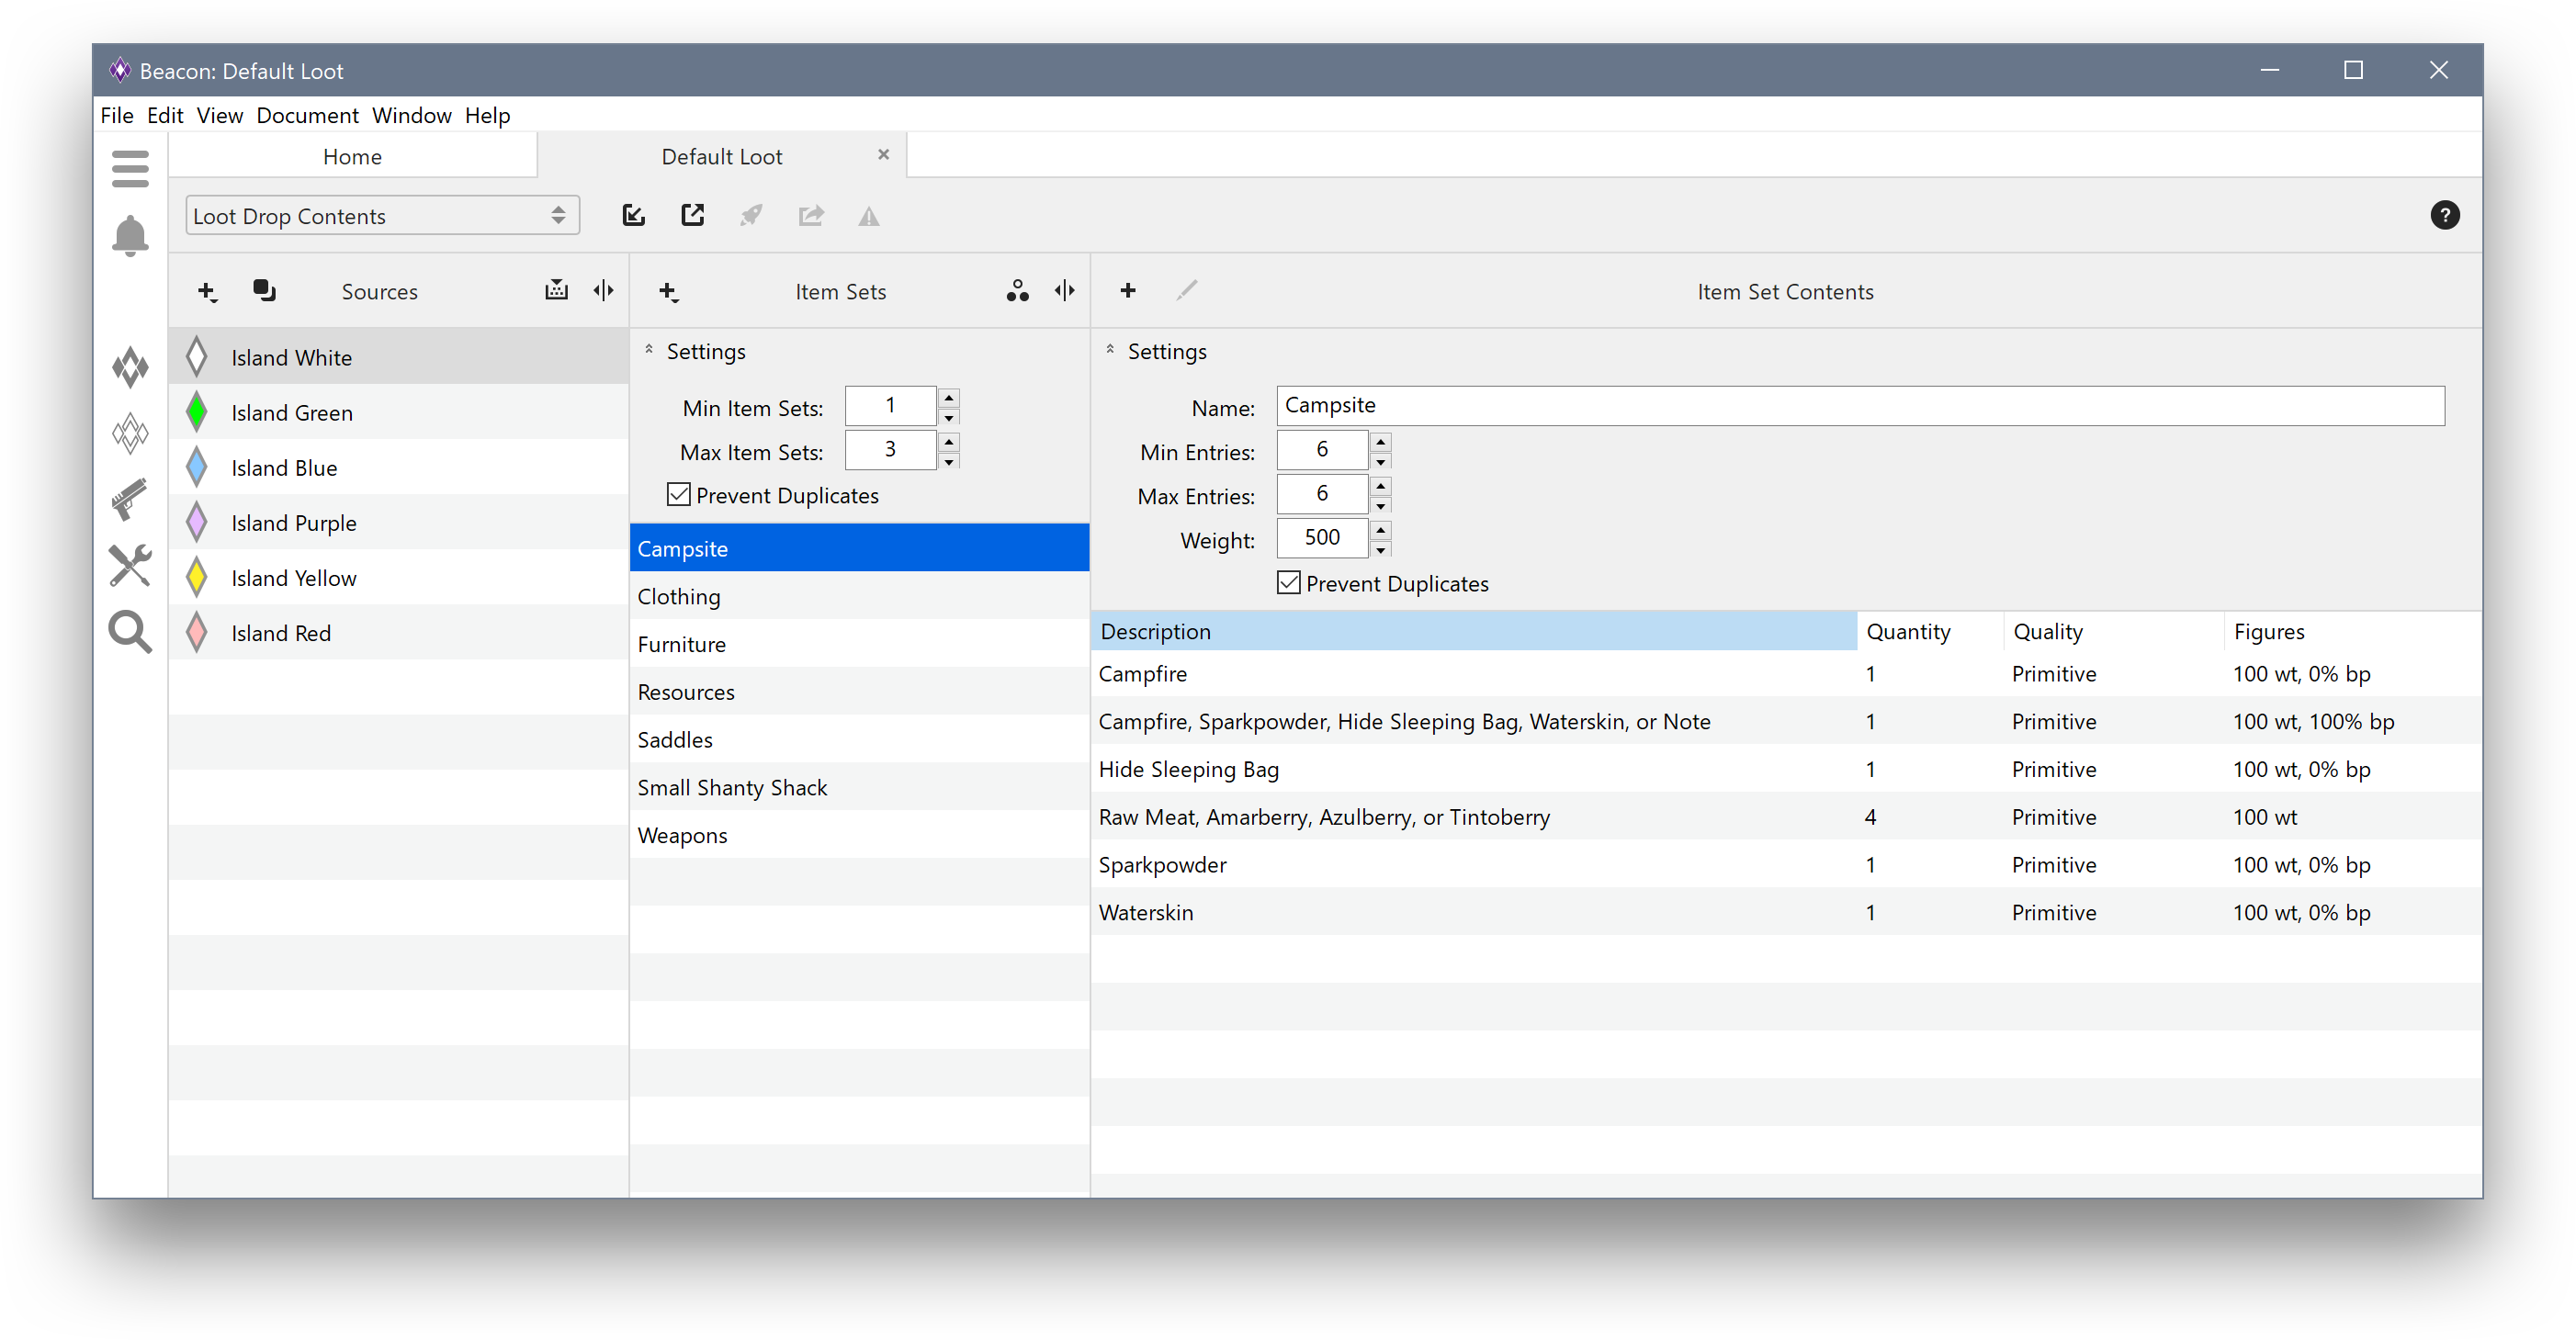 Beacon: Default Loot
File Edit View Document Window Help
Home
Default Loot
Loot Drop Contents
?
Sources
Item Sets
Item Set Contents
Island White
Island Green
Island Blue
Island Purple
Island Yellow
Island Red
Settings
Min Item Sets: 1
Max Item Sets: 3
Prevent Duplicates
Campsite
Clothing
Furniture
Resources
Saddles
Small Shanty Shack
Weapons
Settings
Name: Campsite
Min Entries: 6
Max Entries: 6
Weight: 500
Prevent Duplicates
Description Quantity Quality Figures
Campfire 1 Primitive 100 wt, 0% bp
Campfire, Sparkpowder, Hide Sleeping Bag, Waterskin, or Note 1 Primitive 100 wt, 100% bp
Hide Sleeping Bag 1 Primitive 100 wt, 0% bp
Raw Meat, Amarberry, Azulberry, or Tintoberry 4 Primitive 100 wt
Sparkpowder 1 Primitive 100 wt, 0% bp
Waterskin 1 Primitive 100 wt, 0% bp